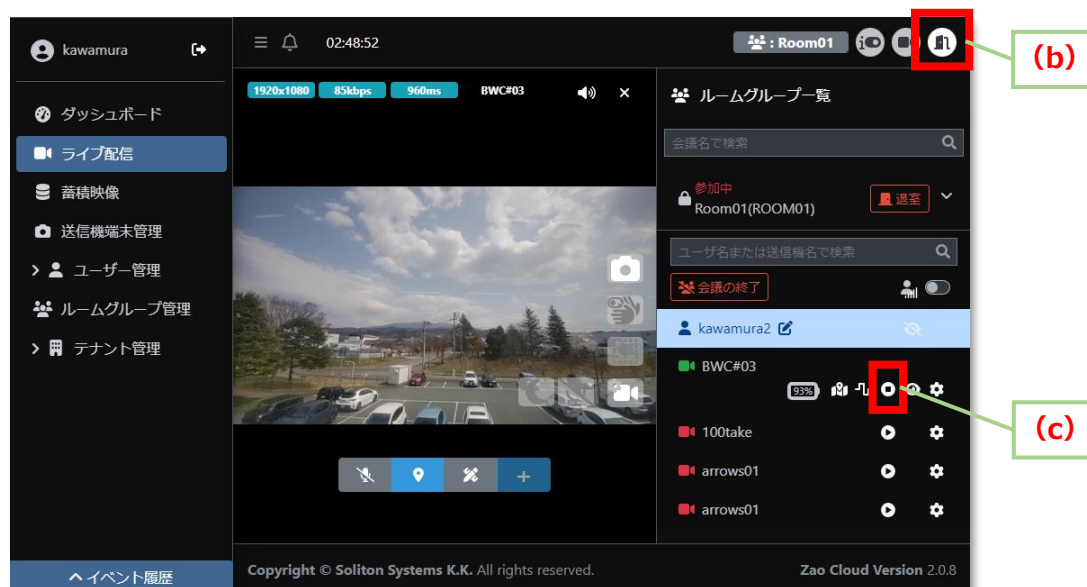 kawamura
02:48:52
: Room01
(b)
1920x1080 85kbps 960ms BWC#03
ルームグループ一覧
ダッシュボード
会議名で検索
ライブ配信
参加中
Room01(ROOM01)
退室
蓄積映像
送信機端末管理
ユーザ名または送信機名で検索
ユーザー管理
会議の終了
ルームグループ管理
kawamura2
テナント管理
BWC#03
93%
(c)
100take
arrows01
arrows01
イベント履歴
Copyright © Soliton Systems K.K. All rights reserved.
Zao Cloud Version 2.0.8